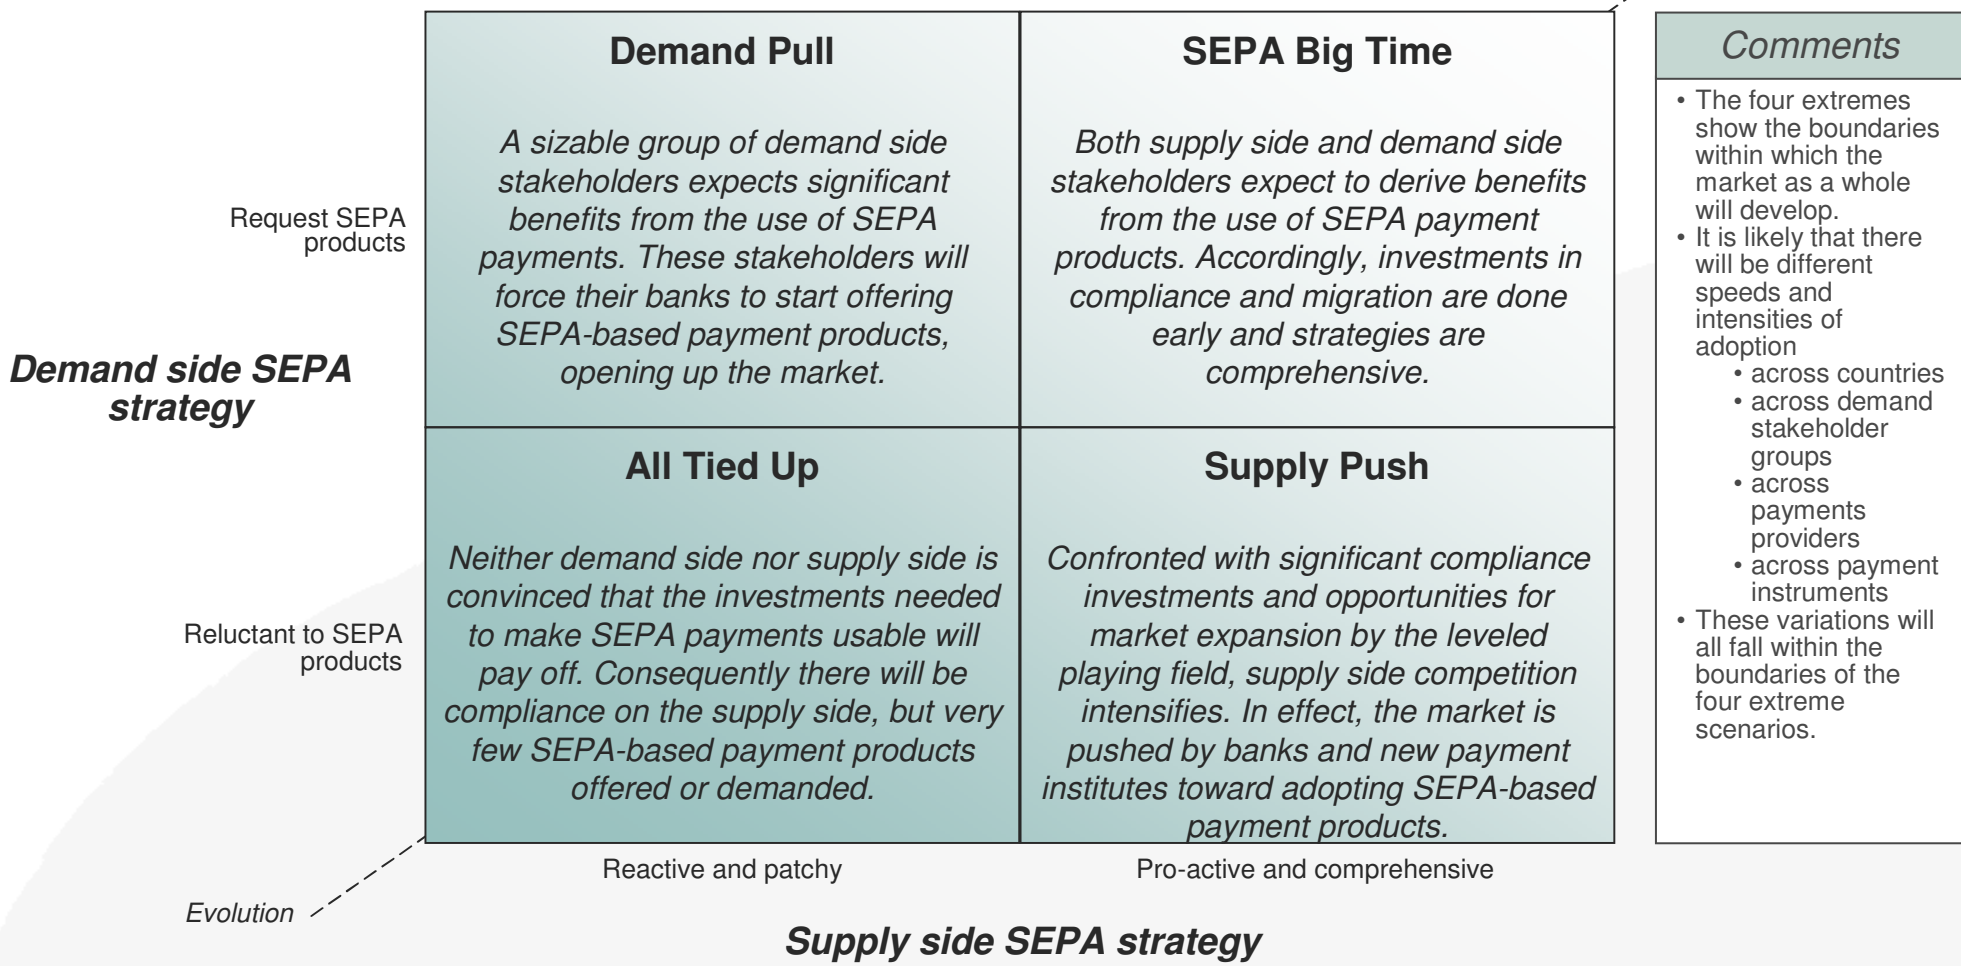 Demand Pull
A sizable group of demand side
stakeholders expects significant
benefits from the use of SEPA
payments. These stakeholders will
force their banks to start offering
SEPA-based payment products,
opening up the market.
SEPA Big Time
Both supply side and demand side
stakeholders expect to derive benefits
from the use of SEPA payment
products. Accordingly, investments in
compliance and migration are done
early and strategies are
comprehensive.
Request SEPA
products
Demand side SEPA
strategy
All Tied Up
Neither demand side nor supply side is
convinced that the investments needed
to make SEPA payments usable will
pay off. Consequently there will be
compliance on the supply side, but very
few SEPA-based payment products
offered or demanded.
Supply Push
Confronted with significant compliance
investments and opportunities for
market expansion by the leveled
playing field, supply side competition
intensifies. In effect, the market is
pushed by banks and new payment
institutes toward adopting SEPA-based
payment products.
Reluctant to SEPA
products
Reactive and patchy
Pro-active and comprehensive
Evolution
Supply side SEPA strategy
Comments
• The four extremes
show the boundaries
within which the
market as a whole
will develop.
• It is likely that there
will be different
speeds and
intensities of
adoption
• across countries
• across demand
stakeholder
groups
• across
payments
providers
• across payment
instruments
• These variations will
all fall within the
boundaries of the
four extreme
scenarios.